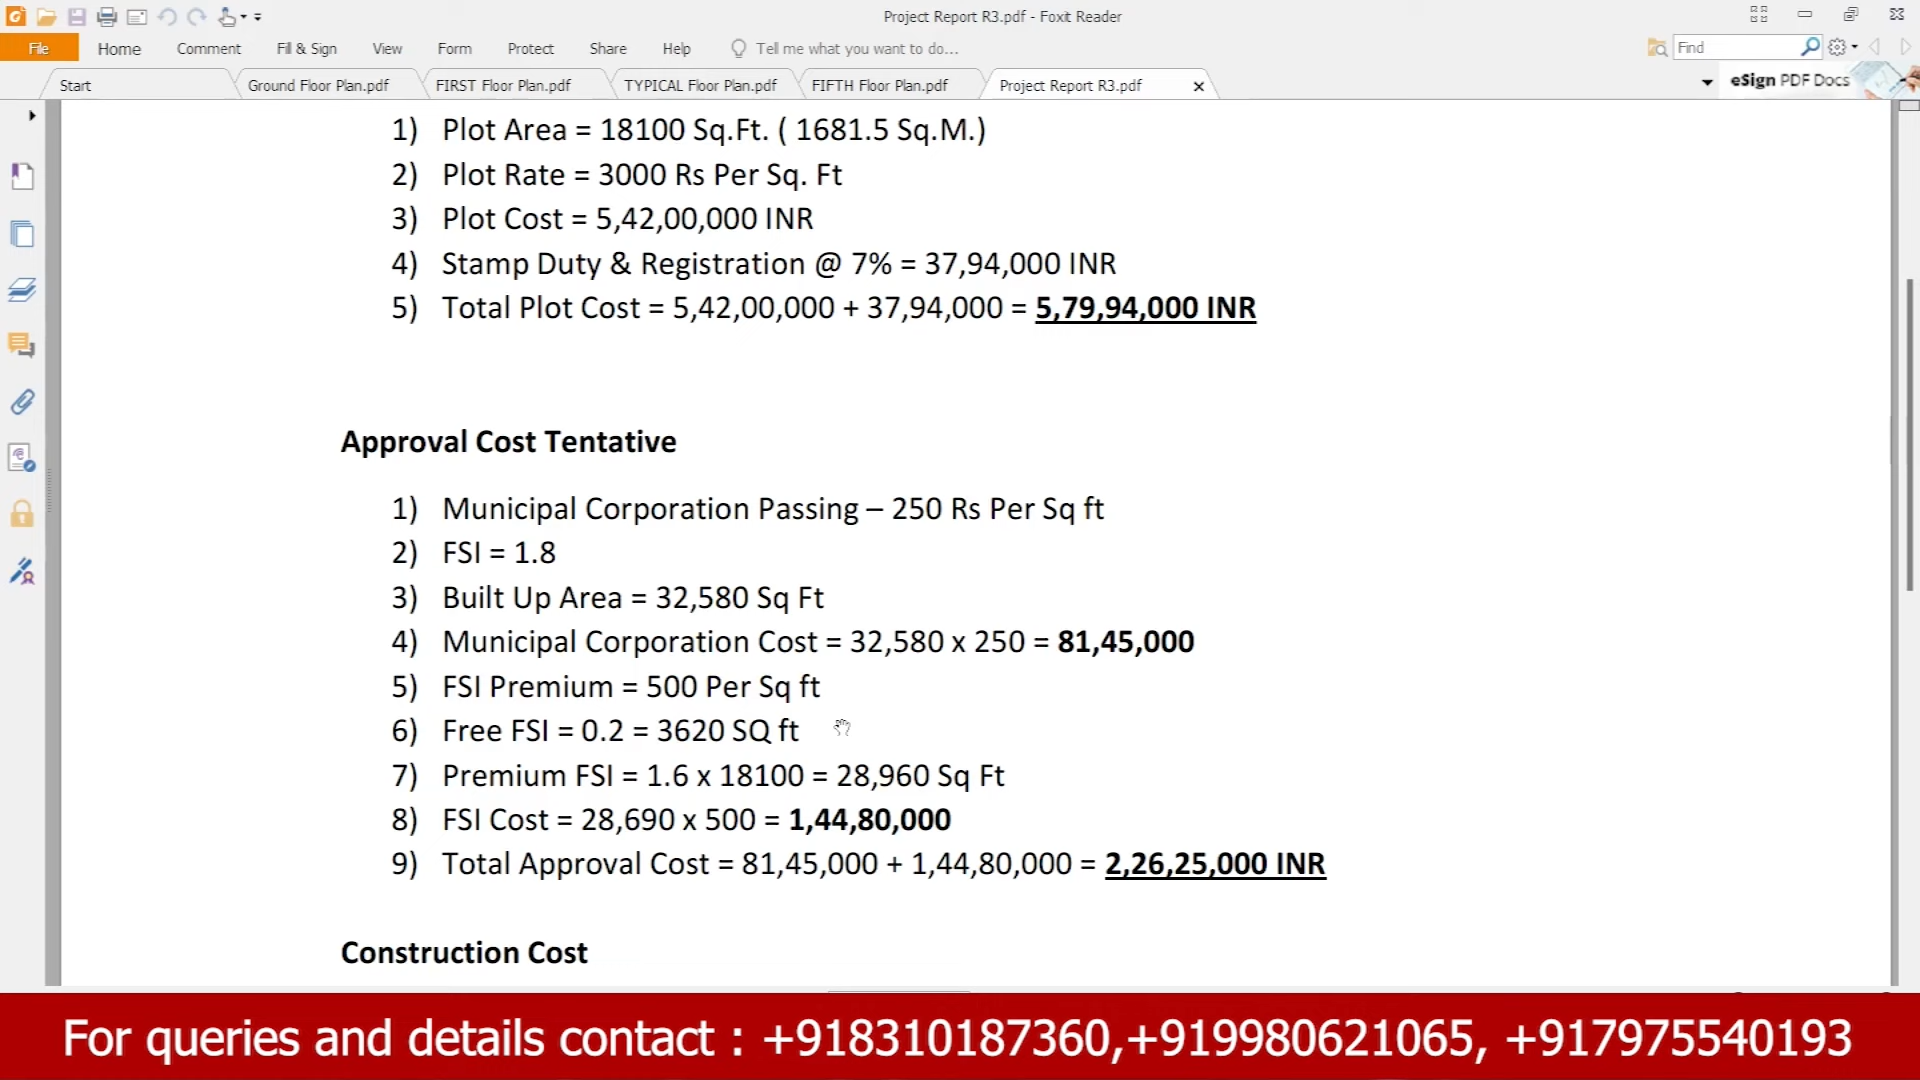 Project Report R3.pdf - Foxit Reader
File Home Comment Fill & Sign View Form Protect Share Help Tell me what you want to do... Find
Start Ground Floor Plan.pdf FIRST Floor Plan.pdf TYPICAL Floor Plan.pdf FIFTH Floor Plan.pdf Project Report R3.pdf eSign PDF Docs
1) Plot Area = 18100 Sq.Ft. ( 1681.5 Sq.M.)
2) Plot Rate = 3000 Rs Per Sq. Ft
3) Plot Cost = 5,42,00,000 INR
4) Stamp Duty & Registration @ 7% = 37,94,000 INR
5) Total Plot Cost = 5,42,00,000 + 37,94,000 = 5,79,94,000 INR
Approval Cost Tentative
1) Municipal Corporation Passing – 250 Rs Per Sq ft
2) FSI = 1.8
3) Built Up Area = 32,580 Sq Ft
4) Municipal Corporation Cost = 32,580 x 250 = 81,45,000
5) FSI Premium = 500 Per Sq ft
6) Free FSI = 0.2 = 3620 SQ ft
7) Premium FSI = 1.6 x 18100 = 28,960 Sq Ft
8) FSI Cost = 28,690 x 500 = 1,44,80,000
9) Total Approval Cost = 81,45,000 + 1,44,80,000 = 2,26,25,000 INR
Construction Cost
For queries and details contact : +918310187360,+919980621065, +917975540193